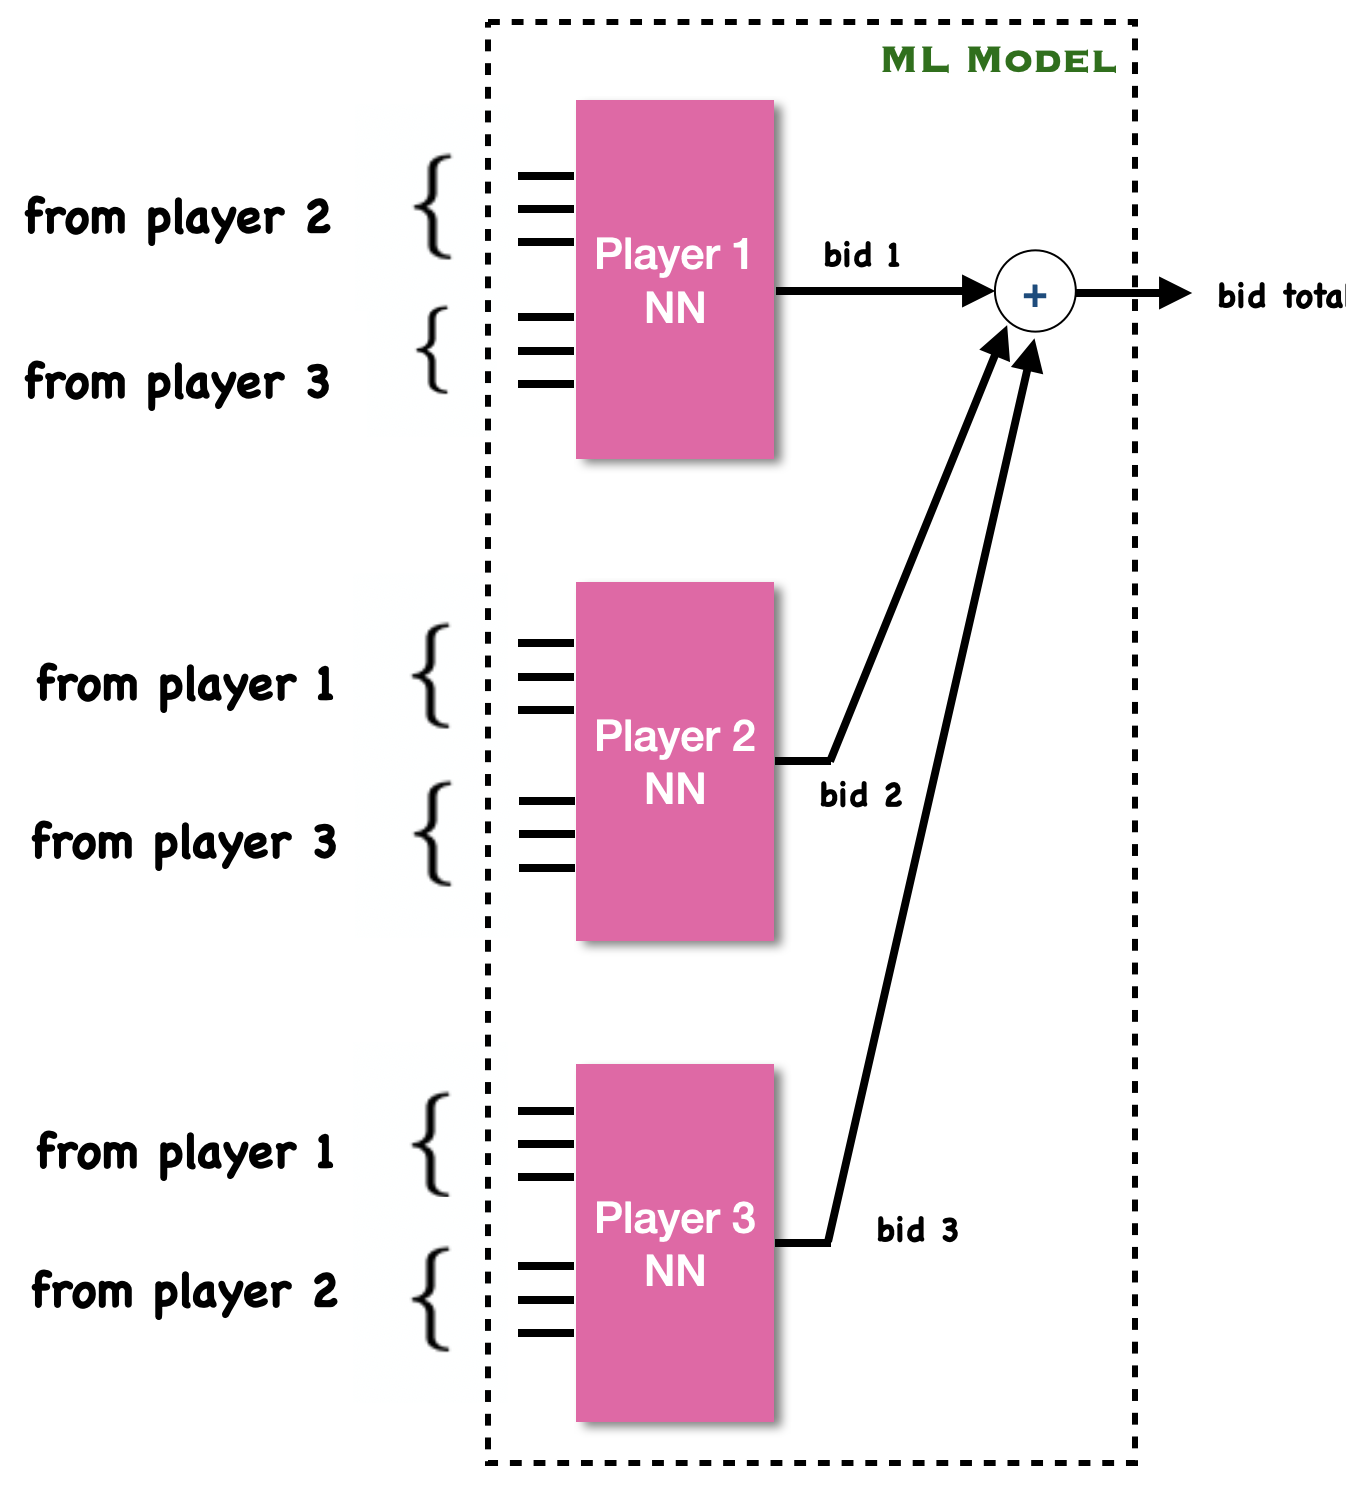 ML Model
from player 2
from player 3
Player 1
NN
bid 1
+
bid total
from player 1
from player 3
Player 2
NN
bid 2
from player 1
from player 2
Player 3
NN
bid 3